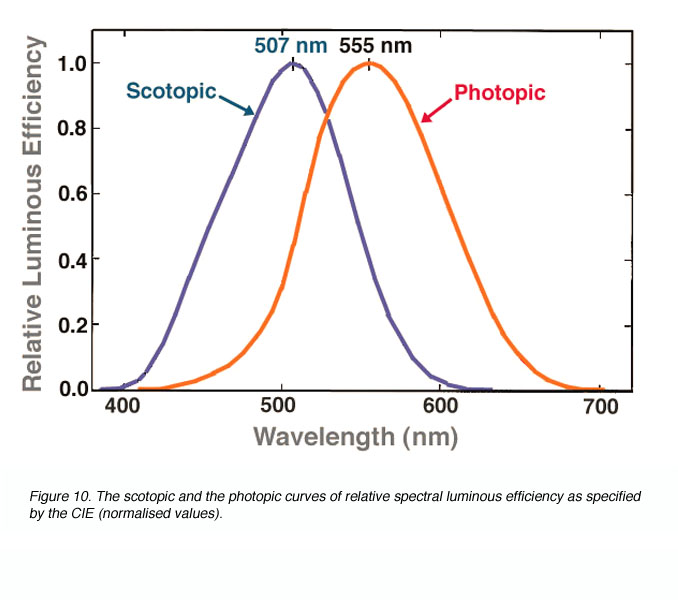 507 nm 555 nm
1.0
Scotopic
Photopic
0.8
0.6
0.4
0.2
0.0
Relative Luminous Efficiency
400 500 600 700
Wavelength (nm)
Figure 10. The scotopic and the photopic curves of relative spectral luminous efficiency as specified
by the CIE (normalised values).